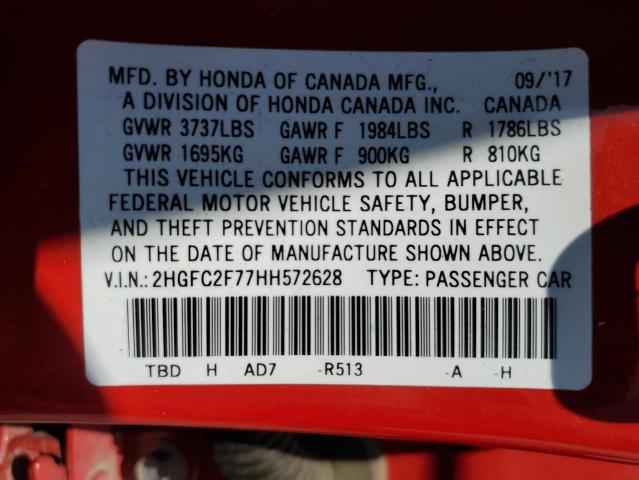 MFD. BY HONDA OF CANADA MFG., 09/'17
A DIVISION OF HONDA CANADA INC. CANADA
GVWR 3737LBS GAWR F 1984LBS R 1786LBS
GVWR 1695KG GAWR F 900KG R 810KG
THIS VEHICLE CONFORMS TO ALL APPLICABLE
FEDERAL MOTOR VEHICLE SAFETY, BUMPER,
AND THEFT PREVENTION STANDARDS IN EFFECT
ON THE DATE OF MANUFACTURE SHOWN ABOVE.
V.I.N.: 2HGFC2F77HH572628 TYPE: PASSENGER CAR
TBD H AD7 -R513 -A -H